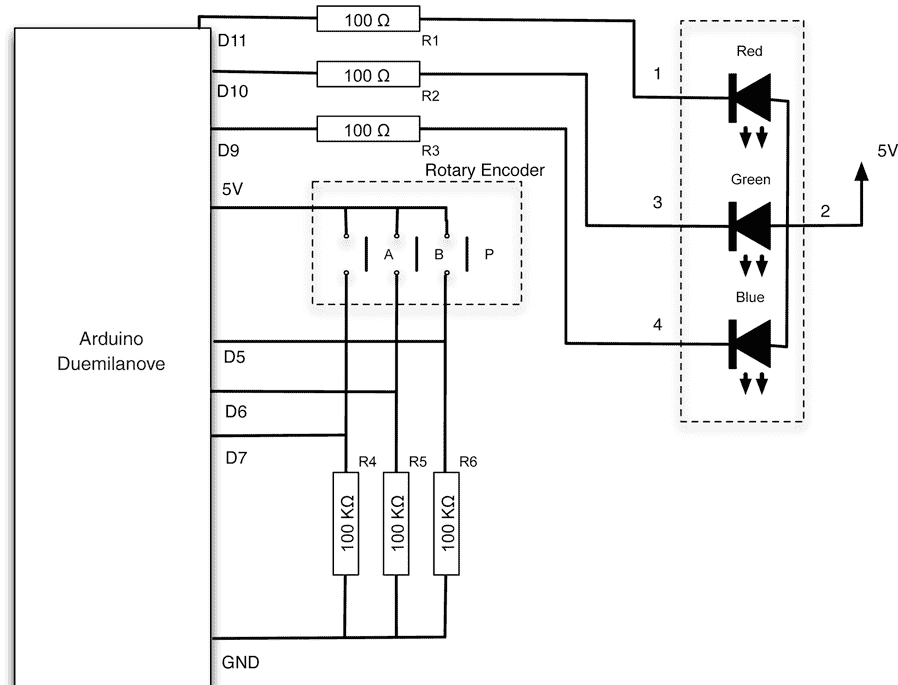 100 Ω
D11
R1
Red
100 Ω
1
D10
R2
100 Ω
D9
R3
5V
Rotary Encoder
Green
5V
3
2
A
B
P
Blue
4
Arduino
Duemilanove
D5
D6
D7
R4
R5
R6
100 KΩ
100 KΩ
100 KΩ
GND